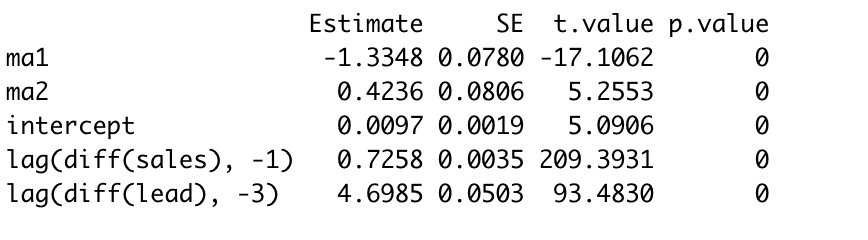 Estimate SE t.value p.value
ma1 -1.3348 0.0780 -17.1062 0
ma2 0.4236 0.0806 5.2553 0
intercept 0.0097 0.0019 5.0906 0
lag(diff(sales), -1) 0.7258 0.0035 209.3931 0
lag(diff(lead), -3) 4.6985 0.0503 93.4830 0